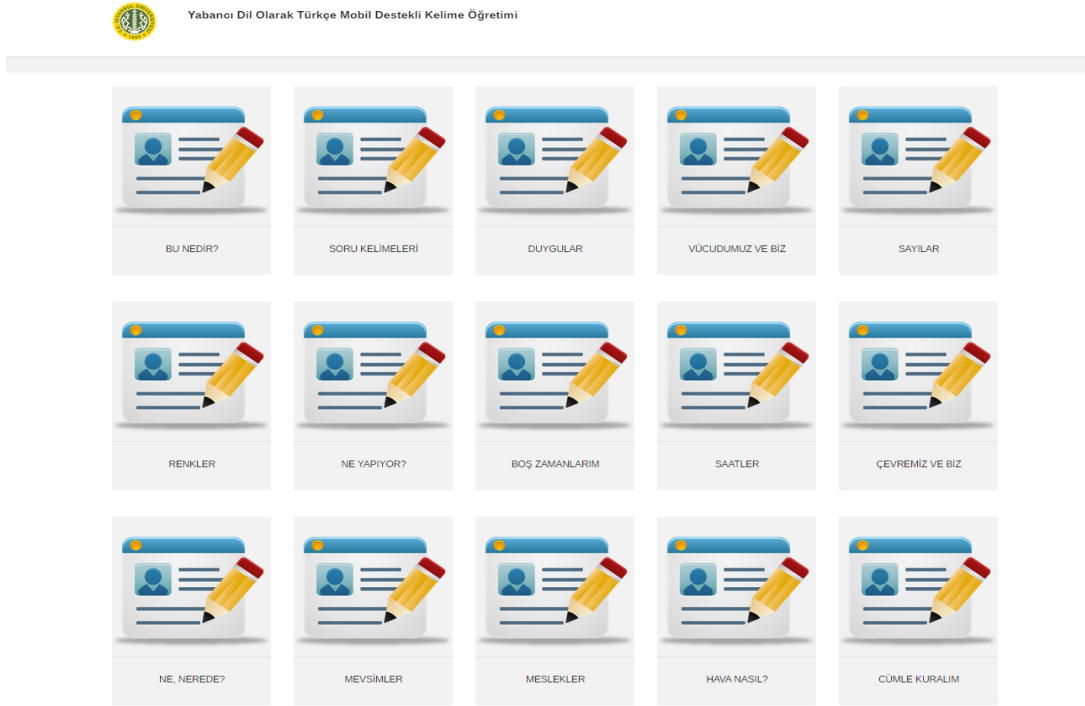 Yabancı Dil Olarak Türkçe Mobil Destekli Kelime Öğretimi
BU NEDİR?
SORU KELİMELERİ
DUYGULAR
VÜCUDUMUZ VE BİZ
SAYILAR
RENKLER
NE YAPIYOR?
BOŞ ZAMANLARIM
SAATLER
ÇEVREMİZ VE BİZ
NE, NEREDE?
MEVSİMLER
MESLEKLER
HAVA NASIL?
CÜMLE KURALIM